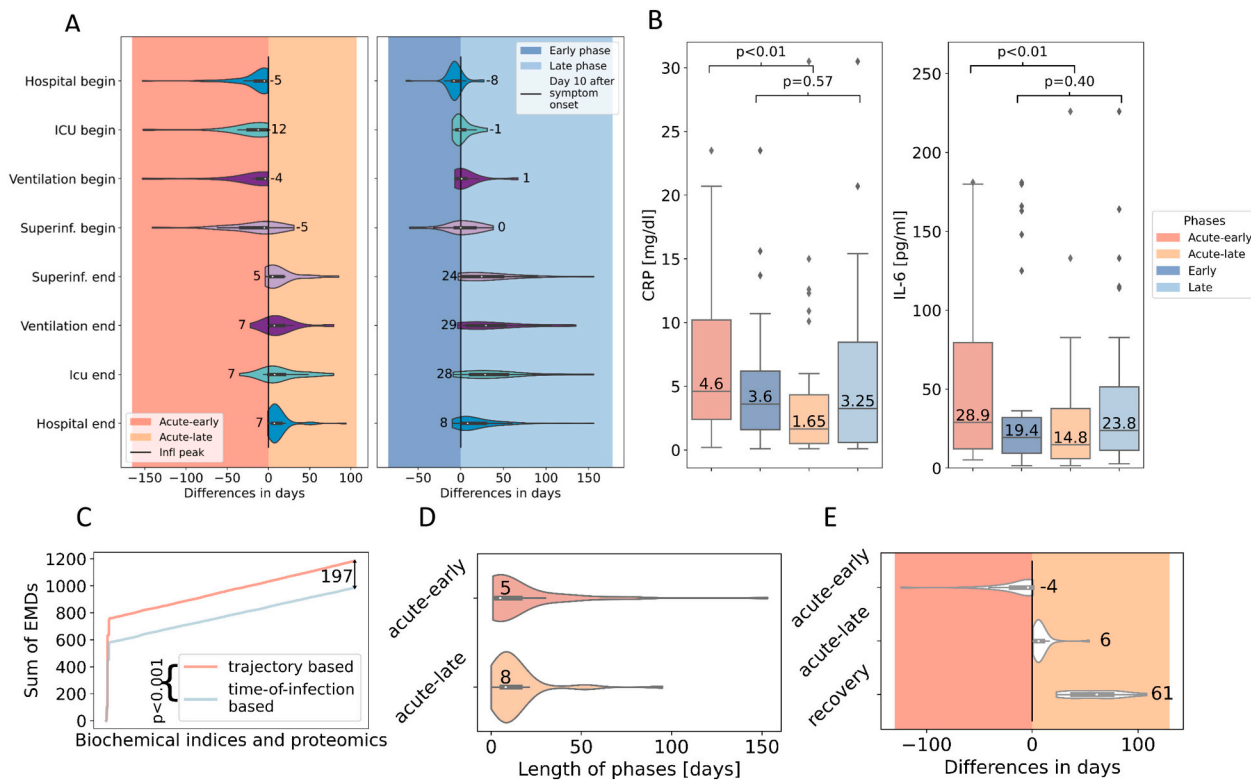 A
Hospital begin
ICU begin
Ventilation begin
Superinf. begin
Superinf. end
Ventilation end
Icu end
Hospital end
-5
-12
-4
-5
5
7
7
7
Acute-early
Acute-late
Infl peak
−150 −100 −50 0 50 100
Differences in days
Early phase
Late phase
Day 10 after
symptom
onset
-8
-1
1
0
24
29
28
8
−50 0 50 100 150
Differences in days
B
CRP [mg/dl]
30
25
20
15
10
5
0
p<0.01
p=0.57
4.6
3.6
1.65
3.25
IL-6 [pg/ml]
250
200
150
100
50
0
p<0.01
p=0.40
28.9
19.4
14.8
23.8
Phases
Acute-early
Acute-late
Early
Late
C
Sum of EMDs
1200
1000
800
600
400
200
0
197
p<0.001
{
trajectory based
time-of-infection
based
Biochemical indices and proteomics
D
acute-early
acute-late
5
8
0 50 100 150
Length of phases [days]
E
acute-early
acute-late
recovery
-4
6
61
−100 0 100
Differences in days